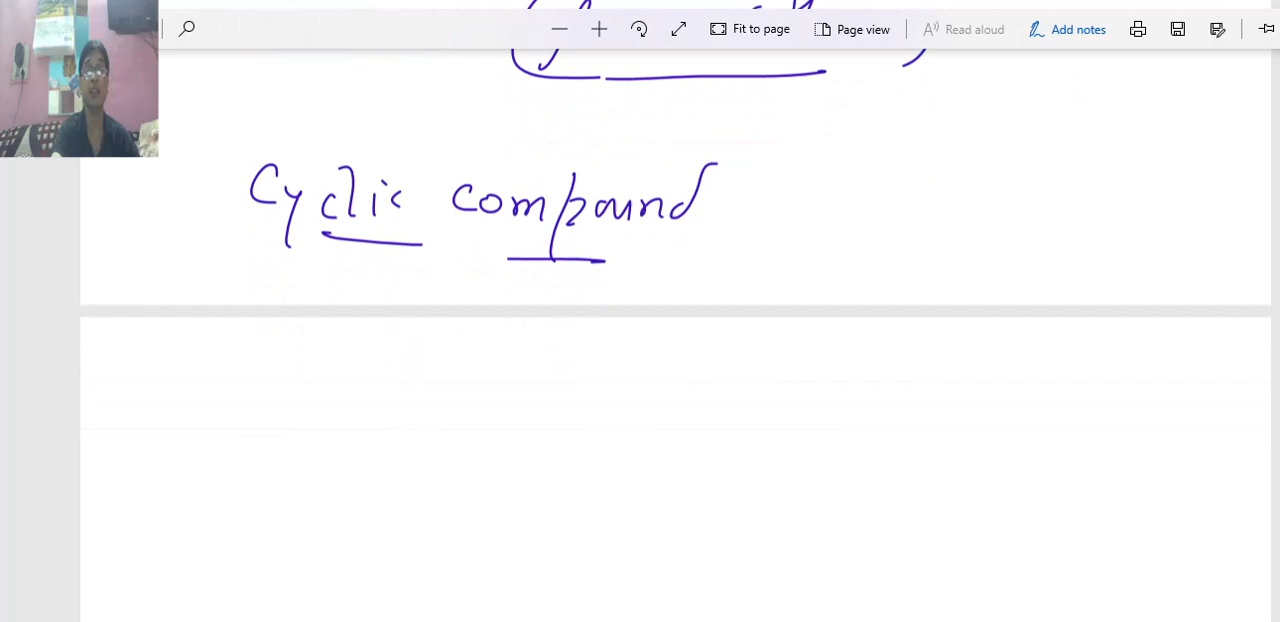 Fit to page Page view Read aloud Add notes
Cyclic compound